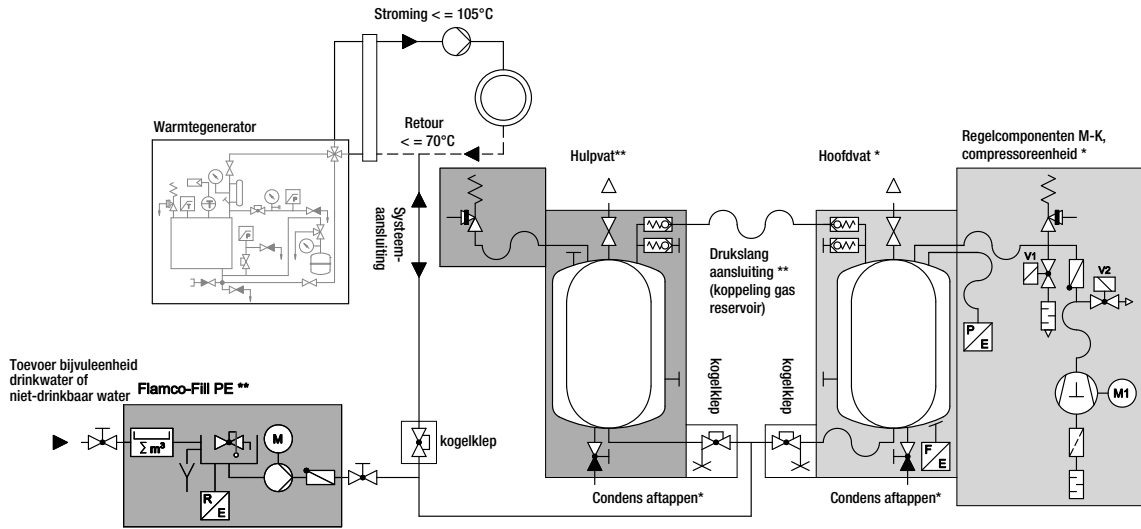 Stroming < = 105°C
Warmtegenerator
Retour
< = 70°C
Systeem-
aansluiting
Hulpvat**
Hoofdvat *
Regelcomponenten M-K,
compressoreenheid *
Drukslang
aansluiting **
(koppeling gas
reservoir)
V1
V2
P
E
M1
kogelklep
kogelklep
F
E
Toevoer bijvuleenheid
drinkwater of
niet-drinkbaar water
Flamco-Fill PE **
Σ m³
M
R
E
kogelklep
Condens aftappen*
Condens aftappen*